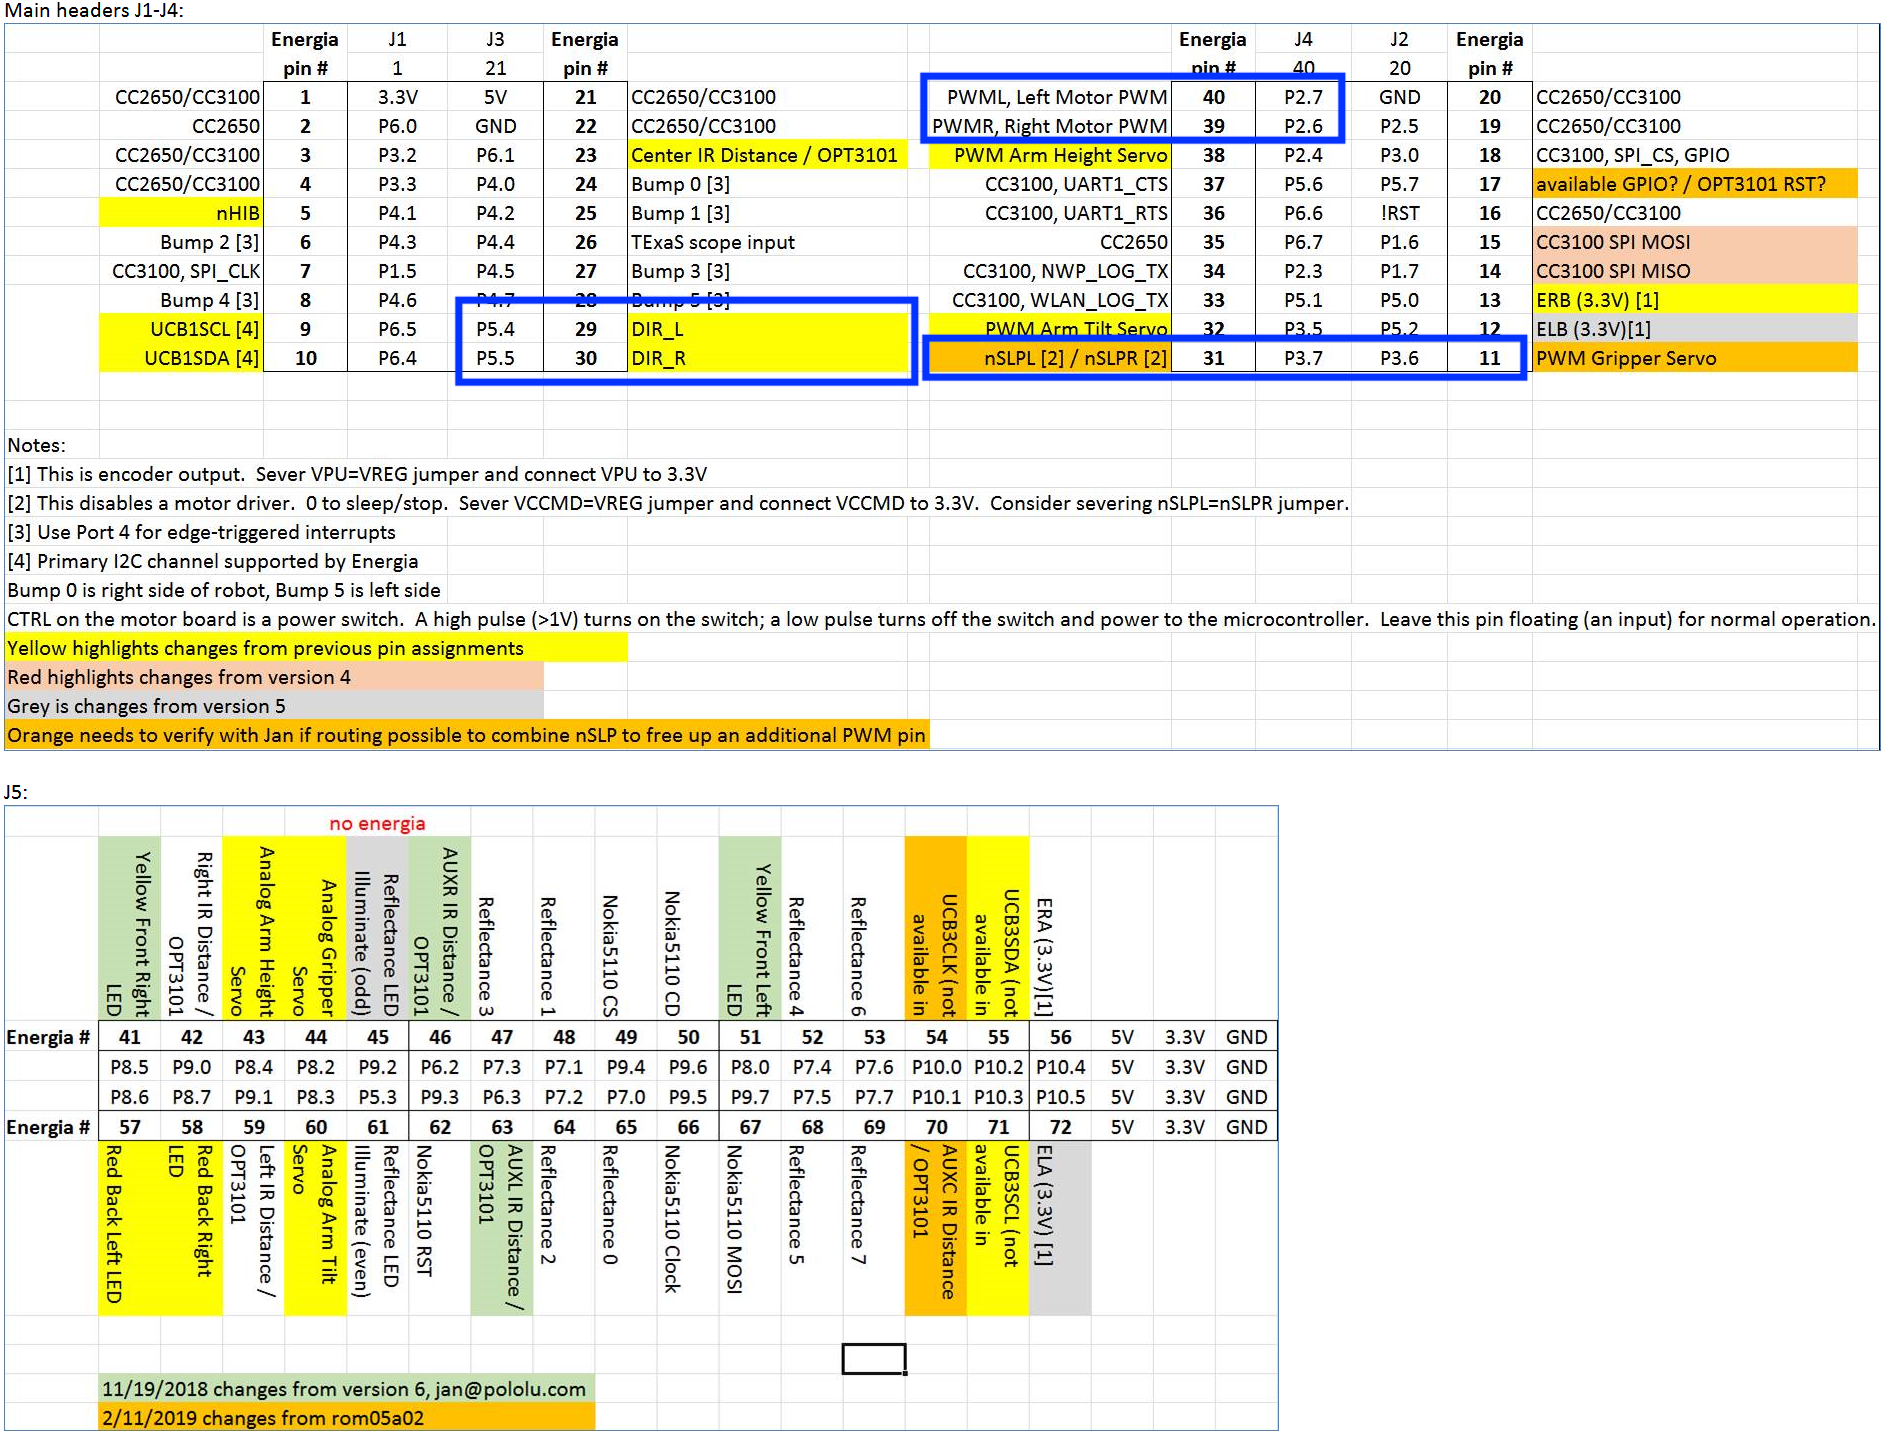 Main headers J1-J4:
Energia J1 J3 Energia Energia J4 J2 Energia
pin # 1 21 pin # pin # 40 20 pin #
CC2650/CC3100 1 3.3V 5V 21 CC2650/CC3100 PWML, Left Motor PWM 40 P2.7 GND 20 CC2650/CC3100
CC2650 2 P6.0 GND 22 CC2650/CC3100 PWMR, Right Motor PWM 39 P2.6 P2.5 19 CC2650/CC3100
CC2650/CC3100 3 P3.2 P6.1 23 Center IR Distance / OPT3101 PWM Arm Height Servo 38 P2.4 P3.0 18 CC3100, SPI_CS, GPIO
CC2650/CC3100 4 P3.3 P4.0 24 Bump 0 [3] CC3100, UART1_CTS 37 P5.6 P5.7 17 available GPIO? / OPT3101 RST?
nHIB 5 P4.1 P4.2 25 Bump 1 [3] CC3100, UART1_RTS 36 P6.6 !RST 16 CC2650/CC3100
Bump 2 [3] 6 P4.3 P4.4 26 TExaS scope input CC2650 35 P6.7 P1.6 15 CC3100 SPI MOSI
CC3100, SPI_CLK 7 P1.5 P4.5 27 Bump 3 [3] CC3100, NWP_LOG_TX 34 P2.3 P1.7 14 CC3100 SPI MISO
Bump 4 [3] 8 P4.6 P4.7 28 Bump 5 [3] CC3100, WLAN_LOG_TX 33 P5.1 P5.0 13 ERB (3.3V) [1]
UCB1SCL [4] 9 P6.5 P5.4 29 DIR_L PWM Arm Tilt Servo 32 P3.5 P5.2 12 ELB (3.3V)[1]
UCB1SDA [4] 10 P6.4 P5.5 30 DIR_R nSLPL [2] / nSLPR [2] 31 P3.7 P3.6 11 PWM Gripper Servo
Notes:
[1] This is encoder output.  Sever VPU=VREG jumper and connect VPU to 3.3V
[2] This disables a motor driver.  0 to sleep/stop.  Sever VCCMD=VREG jumper and connect VCCMD to 3.3V.  Consider severing nSLPL=nSLPR jumper.
[3] Use Port 4 for edge-triggered interrupts
[4] Primary I2C channel supported by Energia
Bump 0 is right side of robot, Bump 5 is left side
CTRL on the motor board is a power switch.  A high pulse (>1V) turns on the switch; a low pulse turns off the switch and power to the microcontroller.  Leave this pin floating (an input) for normal operation.
Yellow highlights changes from previous pin assignments
Red highlights changes from version 4
Grey is changes from version 5
Orange needs to verify with Jan if routing possible to combine nSLP to free up an additional PWM pin
J5:
no energia
Yellow Front Right
LED
Right IR Distance /
OPT3101
Analog Arm Height
Servo
Analog Gripper
Servo
Reflectance LED
Illuminate (odd)
AUXR IR Distance /
OPT3101
Reflectance 3
Reflectance 1
Nokia5110 CS
Nokia5110 CD
Yellow Front Left
LED
Reflectance 4
Reflectance 6
UCB3CLK (not
available in
UCB3SDA (not
available in
ERA (3.3V)[1]
Energia # 41 42 43 44 45 46 47 48 49 50 51 52 53 54 55 56 5V 3.3V GND
P8.5 P9.0 P8.4 P8.2 P9.2 P6.2 P7.3 P7.1 P9.4 P9.6 P8.0 P7.4 P7.6 P10.0 P10.2 P10.4 5V 3.3V GND
P8.6 P8.7 P9.1 P8.3 P5.3 P9.3 P6.3 P7.2 P7.0 P9.5 P9.7 P7.5 P7.7 P10.1 P10.3 P10.5 5V 3.3V GND
Energia # 57 58 59 60 61 62 63 64 65 66 67 68 69 70 71 72 5V 3.3V GND
Red Back Left LED
Red Back Right
LED
Left IR Distance /
OPT3101
Analog Arm Tilt
Servo
Reflectance LED
Illuminate (even)
Nokia5110 RST
AUXL IR Distance /
OPT3101
Reflectance 2
Reflectance 0
Nokia5110 Clock
Nokia5110 MOSI
Reflectance 5
Reflectance 7
AUXC IR Distance
/ OPT3101
UCB3SCL (not
available in
ELA (3.3V) [1]
11/19/2018 changes from version 6, jan@pololu.com
2/11/2019 changes from rom05a02